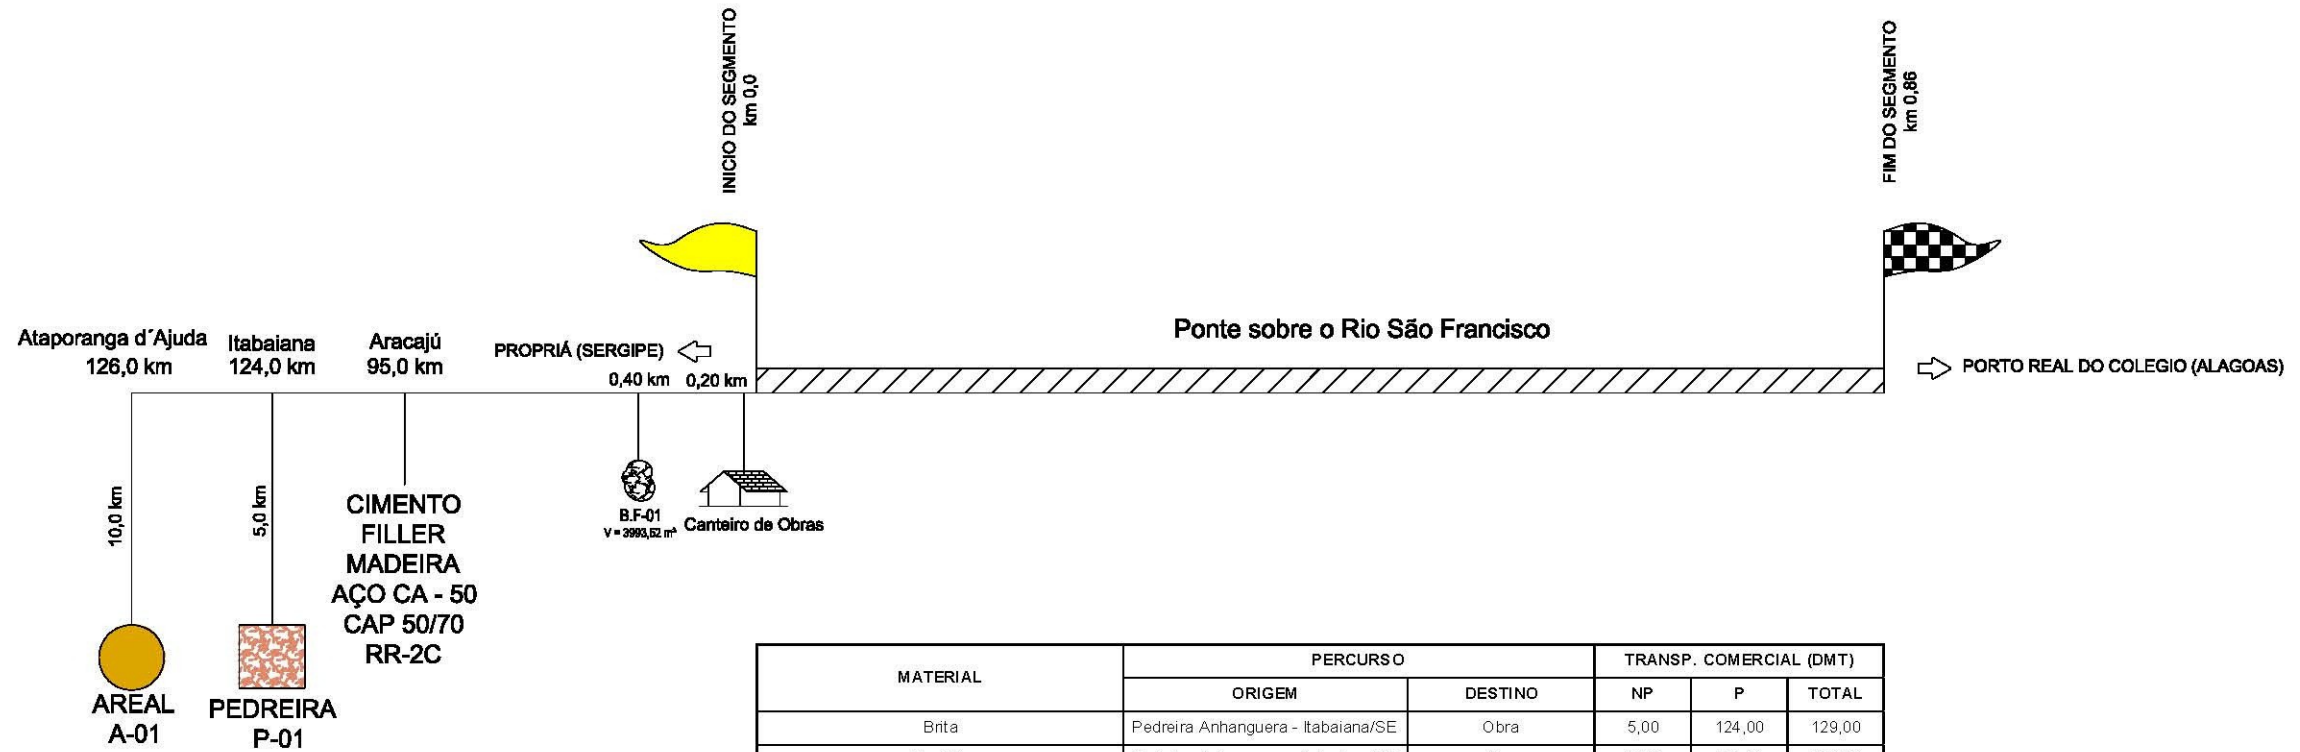 INICIO DO SEGMENTO
km 0,0
FIM DO SEGMENTO
km 0,86
Ataporanga d´Ajuda
126,0 km
Itabaiana
124,0 km
Aracajú
95,0 km
PROPRIÁ (SERGIPE)
0,40 km
0,20 km
Ponte sobre o Rio São Francisco
PORTO REAL DO COLEGIO (ALAGOAS)
10,0 km
5,0 km
CIMENTO
FILLER
MADEIRA
AÇO CA - 50
CAP 50/70
RR-2C
B.F-01
V = 3993,52 m³
Canteiro de Obras
AREAL
A-01
PEDREIRA
P-01
MATERIAL PERCURSO TRANSP. COMERCIAL (DMT)
ORIGEM DESTINO NP P TOTAL
Brita Pedreira Anhanguera - Itabaiana/SE Obra 5,00 124,00 129,00